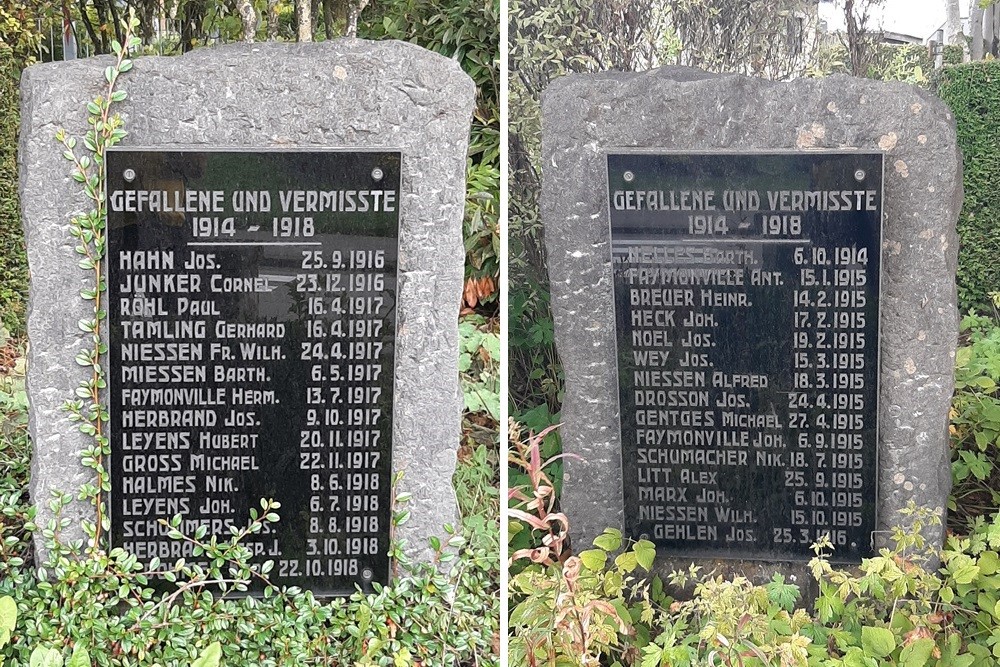 GEFALLENE UND VERMISSTE
1914 - 1918
HAHN JOS. 25.9.1916
JUNKER CORNEL 23.12.1916
RÖHL PAUL 16.4.1917
TAMLING GERHARD 16.4.1917
NIESSEN FR. WILH. 24.4.1917
MIESSEN BARTH. 6.5.1917
FAYMONVILLE HERM. 13.7.1917
HERBRAND JOS. 9.10.1917
LEYENS HUBERT 20.11.1917
GROSS MICHAEL 22.11.1917
HALMES NIK. 8.6.1918
LEYENS JOH. 6.7.1918
8.8.1918
HERBRAND 3.10.1918
22.10.1918
GEFALLENE UND VERMISSTE
1914 - 1918
NELLES BARTH. 6.10.1914
FAYMONVILLE ANT. 15.1.1915
BREUER HEINR. 14.2.1915
HECK JOH. 17.2.1915
NOEL JOS. 19.2.1915
WEY JOS. 15.3.1915
NIESSEN ALFRED 18.3.1915
DROSSON JOS. 24.4.1915
GENTGES MICHAEL 27.4.1915
FAYMONVILLE JOH. 6.9.1915
SCHUMACHER NIK. 18.7.1915
LITT ALEX 25.9.1915
MARX JOH. 6.10.1915
NIESSEN WILH. 15.10.1915
GEHLEN JOS. 25.3.1916